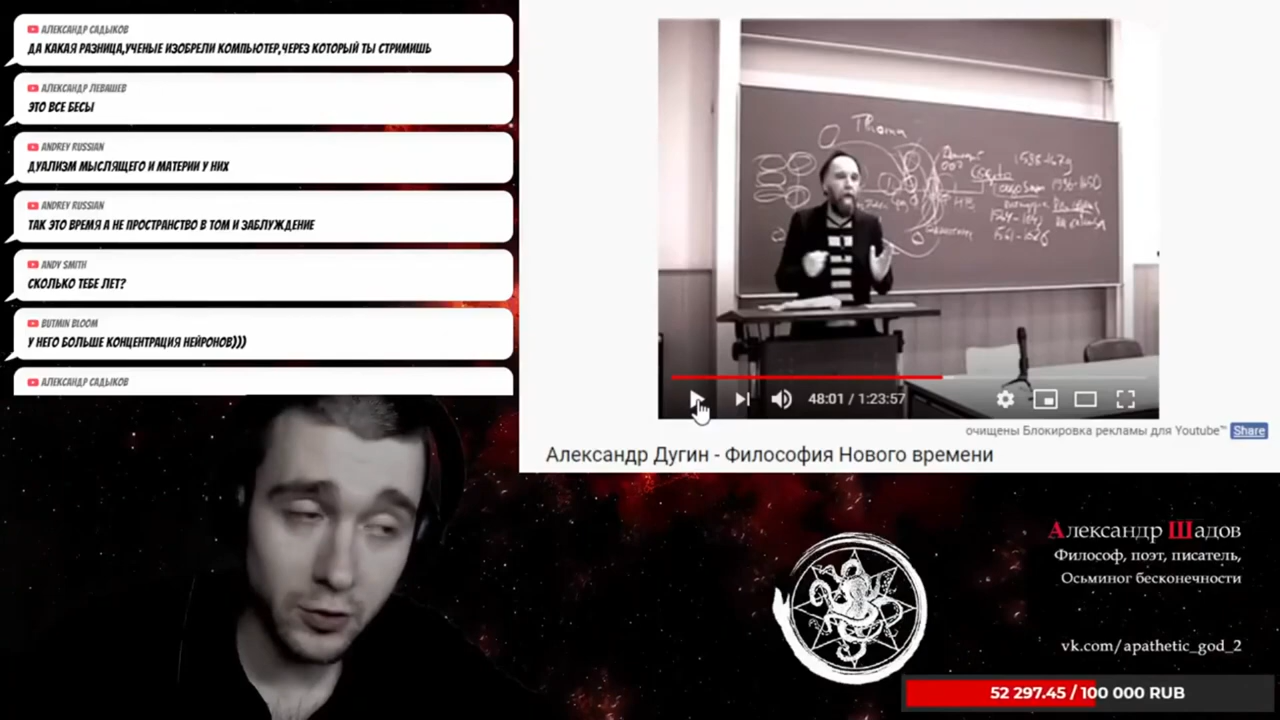 АЛЕКСАНДР САДЫКОВ
ДА КАКАЯ РАЗНИЦА,УЧЕНЫЕ ИЗОБРЕЛИ КОМПЬЮТЕР,ЧЕРЕЗ КОТОРЫЙ ТЫ СТРИМИШЬ
АЛЕКСАНДР ЛЕВАШЕВ
ЭТО ВСЕ БЕСЫ
ANDREY RUSSIAN
ДУАЛИЗМ МЫСЛЯЩЕГО И МАТЕРИИ У НИХ
ANDREY RUSSIAN
ТАК ЭТО ВРЕМЯ А НЕ ПРОСТРАНСТВО В ТОМ И ЗАБЛУЖДЕНИЕ
ANDY SMITH
СКОЛЬКО ТЕБЕ ЛЕТ?
BUTMIN BLOOM
У НЕГО БОЛЬШЕ КОНЦЕНТРАЦИЯ НЕЙРОНОВ)))
АЛЕКСАНДР САДЫКОВ
Thoma
48:01 / 1:23:57
очищены Блокировка рекламы для Youtube™ Share
Александр Дугин - Философия Нового времени
Александр Шадов
Философ, поэт, писатель,
Осьминог бесконечности
vk.com/apathetic_god_2
52 297.45 / 100 000 RUB